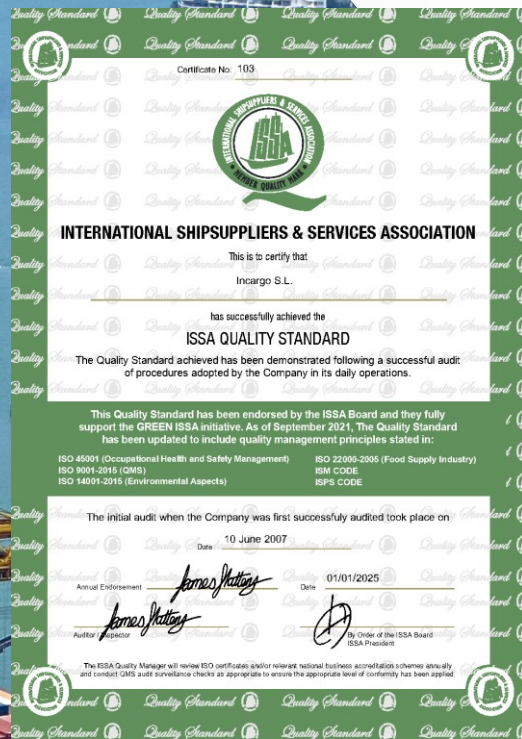 Certificate No: 103
INTERNATIONAL SHIPSUPPLIERS & SERVICES ASSOCIATION
ISSA
MEMBER QUALITY MARK
INTERNATIONAL SHIPSUPPLIERS & SERVICES ASSOCIATION
This is to certify that
Incargo S.L.
has successfully achieved the
ISSA QUALITY STANDARD
The Quality Standard achieved has been demonstrated following a successful audit
of procedures adopted by the Company in its daily operations.
This Quality Standard has been endorsed by the ISSA Board and they fully
support the GREEN ISSA initiative. As of September 2021, The Quality Standard
has been updated to include quality management principles stated in:
ISO 45001 (Occupational Health and Safety Management)
ISO 9001-2015 (QMS)
ISO 14001-2015 (Environmental Aspects)
ISO 22000-2005 (Food Supply Industry)
ISM CODE
ISPS CODE
The initial audit when the Company was first successfuly audited took place on
Date 10 June 2007
Annual Endorsement Date 01/01/2025
Auditor / Inspector
By Order of the ISSA Board
ISSA President
The ISSA Quality Manager will review ISO certificates and/or relevant national business accreditation schemes annually
and conduct QMS audit surveillance checks as appropriate to ensure the appropriate level of conformity has been applied
Quality Standard